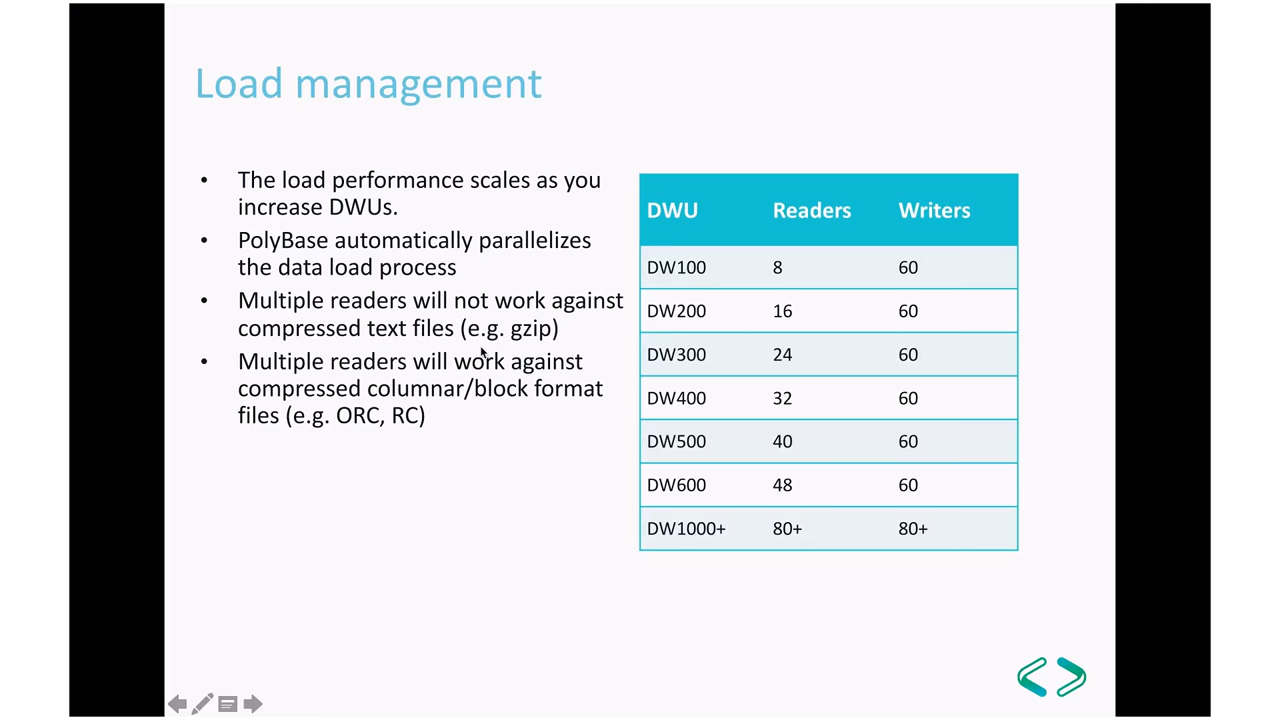 Load management
• The load performance scales as you
increase DWUs.
• PolyBase automatically parallelizes
the data load process
• Multiple readers will not work against
compressed text files (e.g. gzip)
• Multiple readers will work against
compressed columnar/block format
files (e.g. ORC, RC)
DWU Readers Writers
DW100 8 60
DW200 16 60
DW300 24 60
DW400 32 60
DW500 40 60
DW600 48 60
DW1000+ 80+ 80+